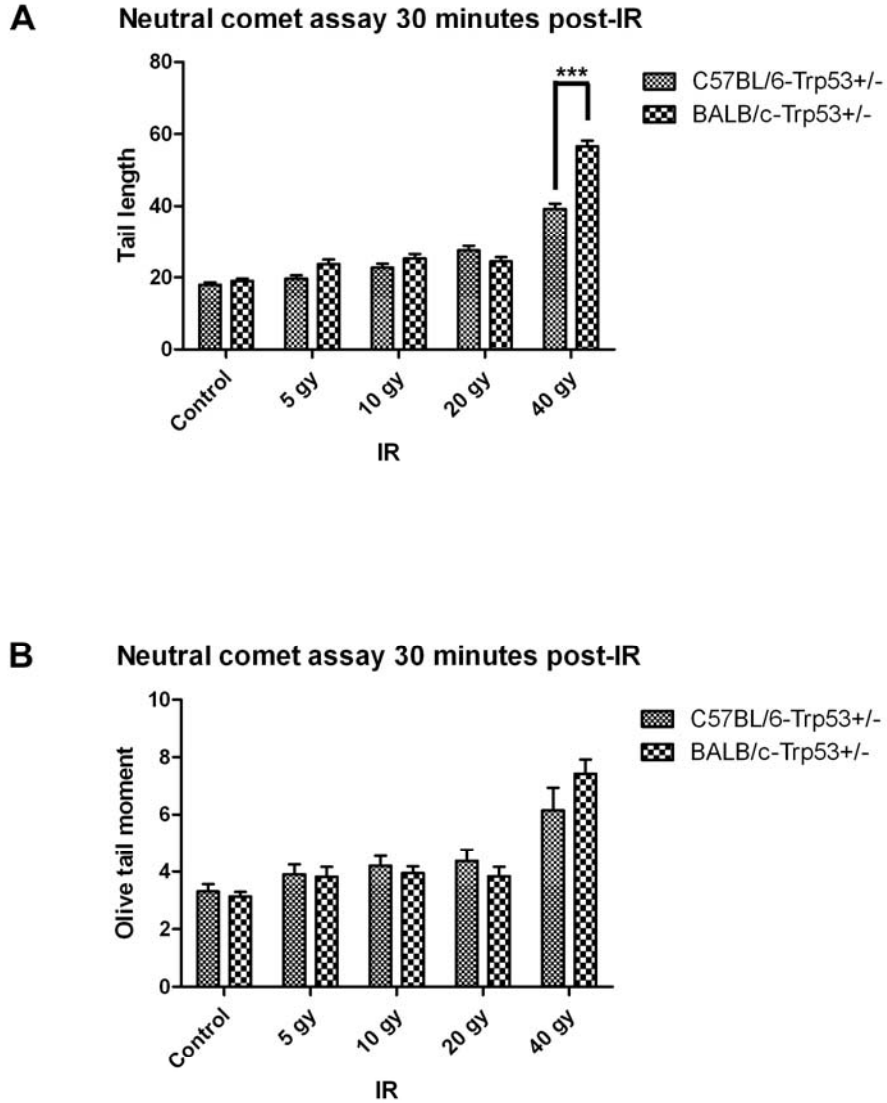 A
Neutral comet assay 30 minutes post-IR
80
60
40
20
0
Tail length
***
C57BL/6-Trp53+/-
BALB/c-Trp53+/-
Control
5 gy
10 gy
20 gy
40 gy
IR
B
Neutral comet assay 30 minutes post-IR
10
8
6
4
2
0
Olive tail moment
C57BL/6-Trp53+/-
BALB/c-Trp53+/-
Control
5 gy
10 gy
20 gy
40 gy
IR